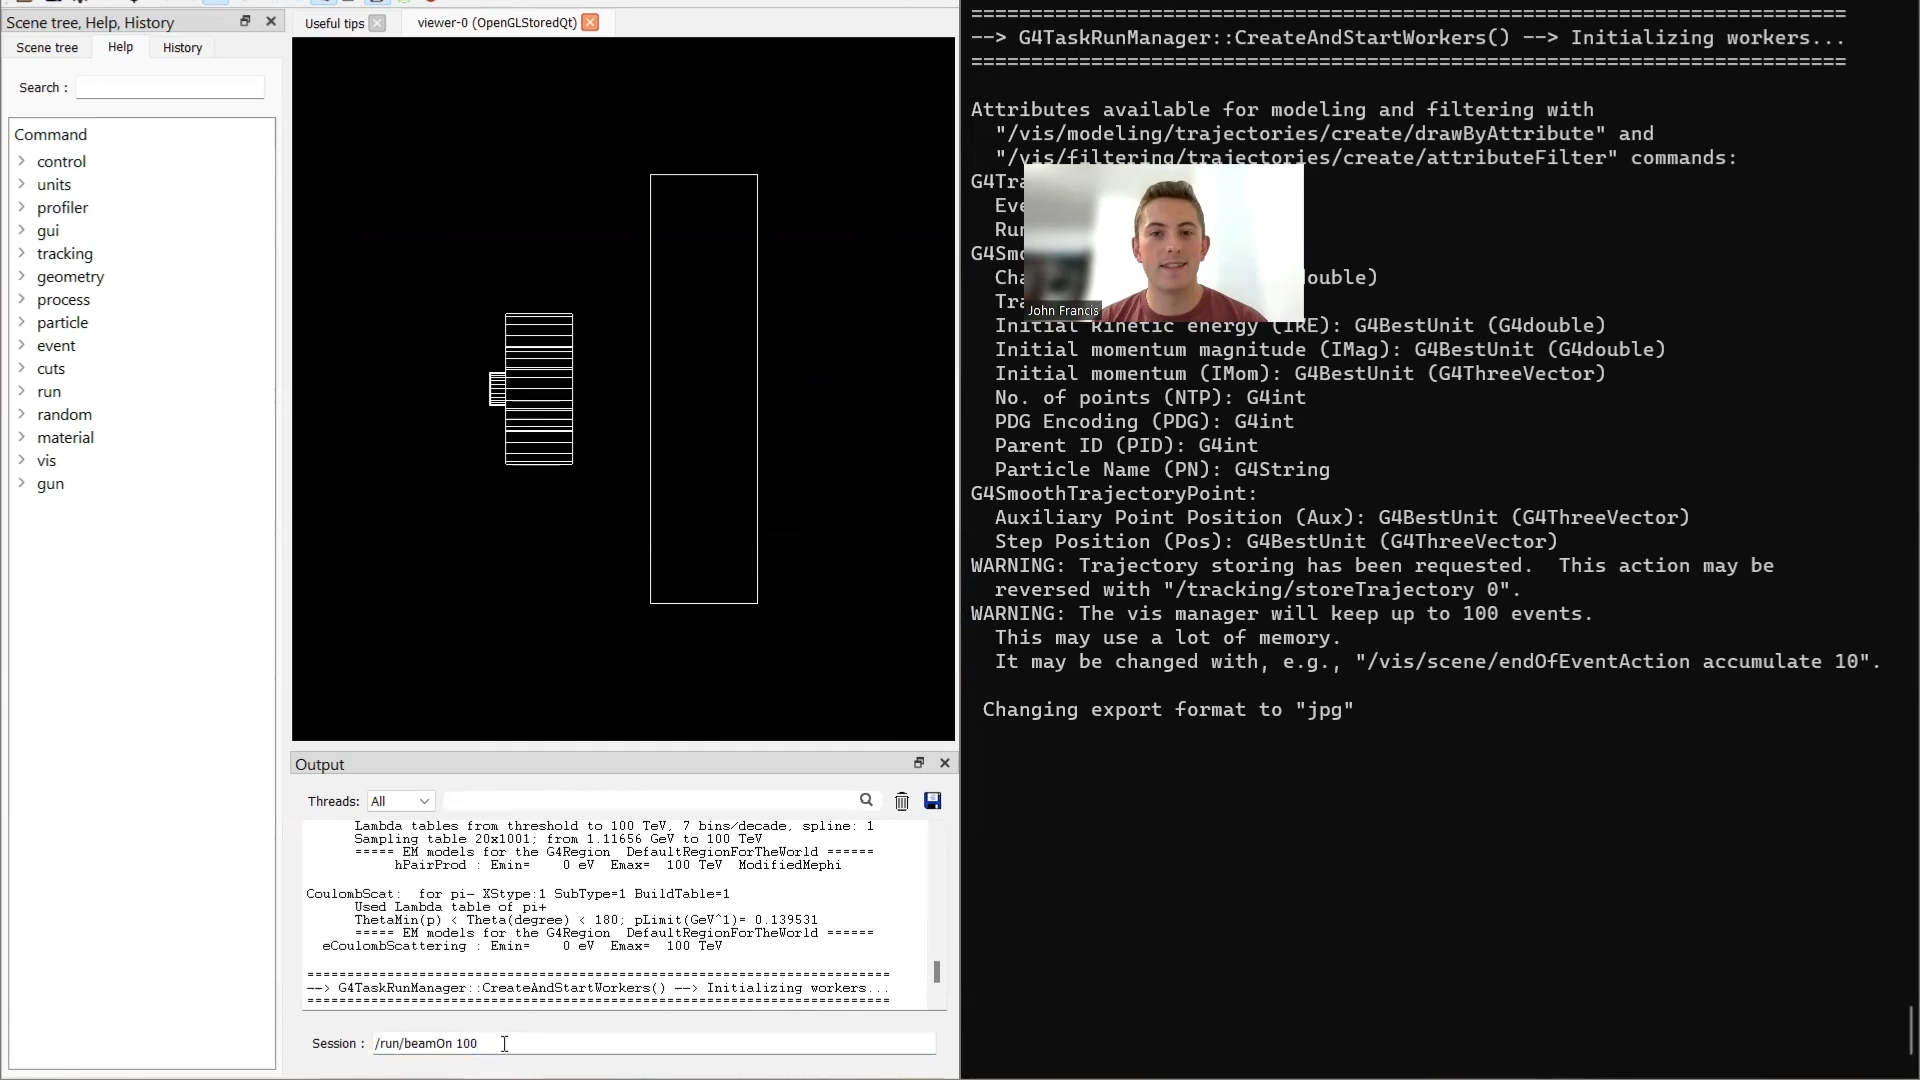 Scene tree, Help, History
Useful tips
viewer-0 (OpenGLStoredQt)
Scene tree
Help
History
Search :
Command
control
units
profiler
gui
tracking
geometry
process
particle
event
cuts
run
random
material
vis
gun
Output
Threads:
All
Lambda tables from threshold to 100 TeV, 7 bins/decade, spline: 1
Sampling table 20x1001; from 1.11656 GeV to 100 TeV
===== EM models for the G4Region  DefaultRegionForTheWorld ======
hPairProd : Emin=    0 eV  Emax=  100 TeV  ModifiedMephi
CoulombScat:  for pi- XStype:1 SubType=1 BuildTable=1
Used Lambda table of pi+
ThetaMin(p) < Theta(degree) < 180; pLimit(GeV^1)= 0.139531
===== EM models for the G4Region  DefaultRegionForTheWorld ======
eCoulombScattering : Emin=    0 eV  Emax=  100 TeV
--> G4TaskRunManager::CreateAndStartWorkers() --> Initializing workers...
Session :
/run/beamOn 100
--> G4TaskRunManager::CreateAndStartWorkers() --> Initializing workers...
Attributes available for modeling and filtering with
"/vis/modeling/trajectories/create/drawByAttribute" and
"/vis/filtering/trajectories/create/attributeFilter" commands:
John Francis
Initial kinetic energy (IKE): G4BestUnit (G4double)
Initial momentum magnitude (IMag): G4BestUnit (G4double)
Initial momentum (IMom): G4BestUnit (G4ThreeVector)
No. of points (NTP): G4int
PDG Encoding (PDG): G4int
Parent ID (PID): G4int
Particle Name (PN): G4String
G4SmoothTrajectoryPoint:
Auxiliary Point Position (Aux): G4BestUnit (G4ThreeVector)
Step Position (Pos): G4BestUnit (G4ThreeVector)
WARNING: Trajectory storing has been requested.  This action may be
reversed with "/tracking/storeTrajectory 0".
WARNING: The vis manager will keep up to 100 events.
This may use a lot of memory.
It may be changed with, e.g., "/vis/scene/endOfEventAction accumulate 10".
Changing export format to "jpg"